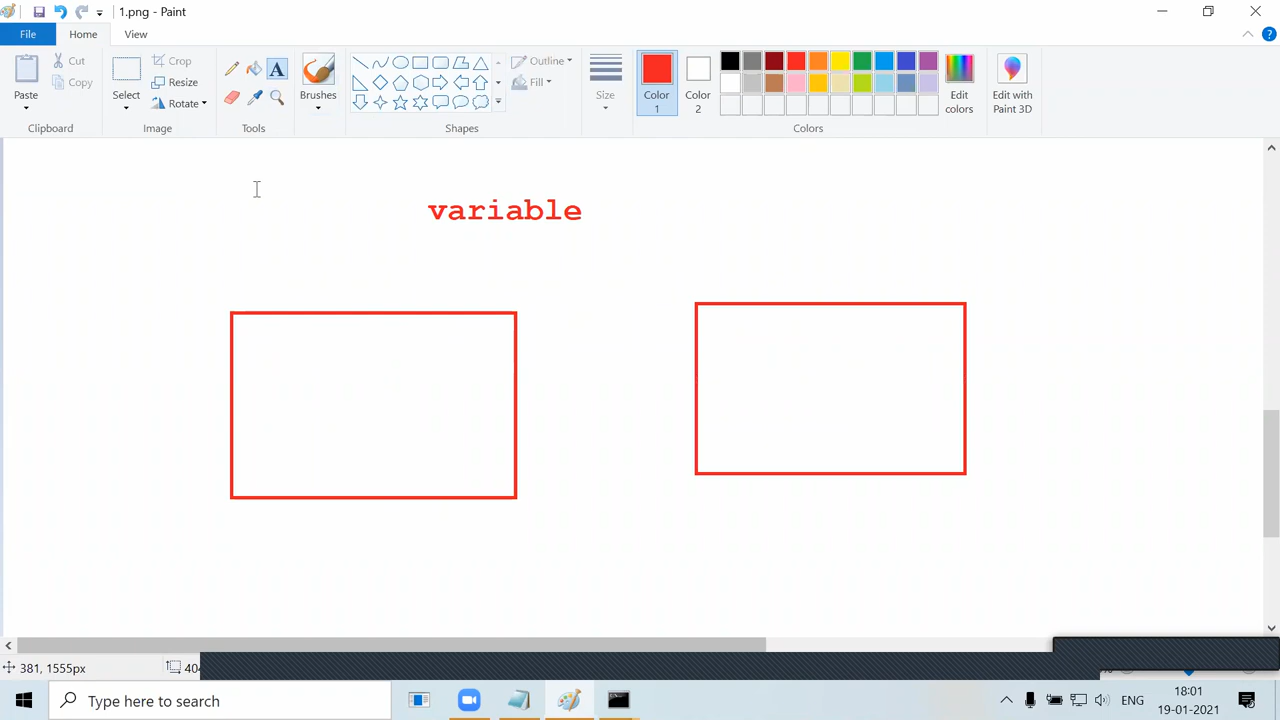 1.png - Paint
File Home View
Paste
Cut
Copy
Clipboard
Select
Crop
Resize
Rotate
Image
A
Tools
Brushes
Outline
Fill
Shapes
Size
Color 1
Color 2
Edit colors
Colors
Edit with Paint 3D
variable
381, 1555px
404
Type here to search
ENG
18:01
19-01-2021